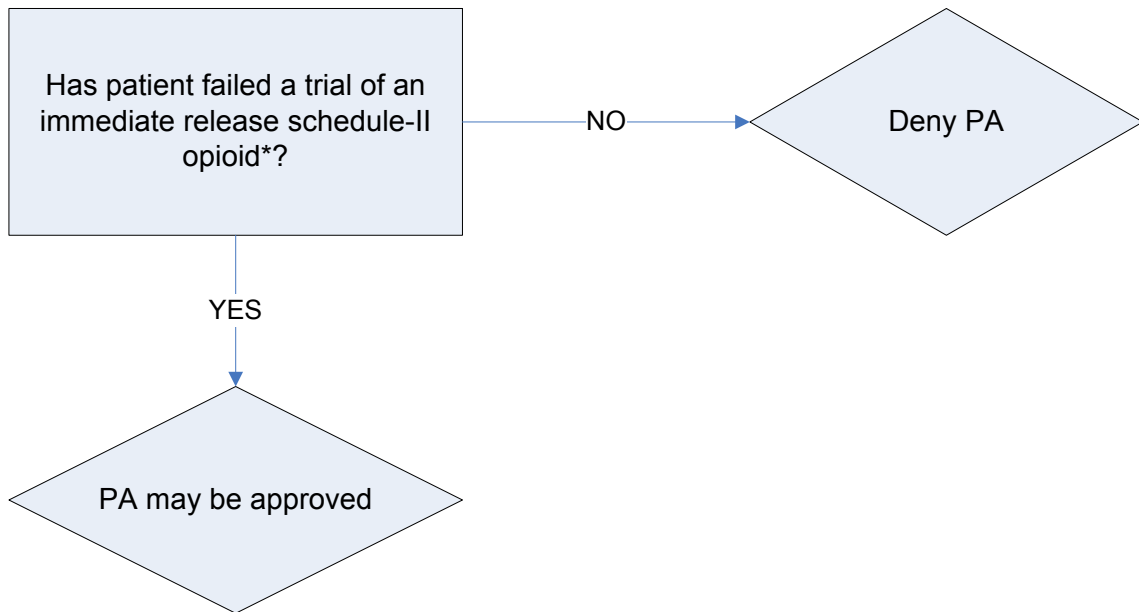 Has patient failed a trial of an
immediate release schedule-II
opioid*?
NO
Deny PA
YES
PA may be approved